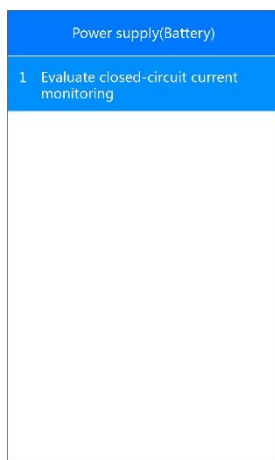 Power supply(Battery)
1 Evaluate closed-circuit current
monitoring